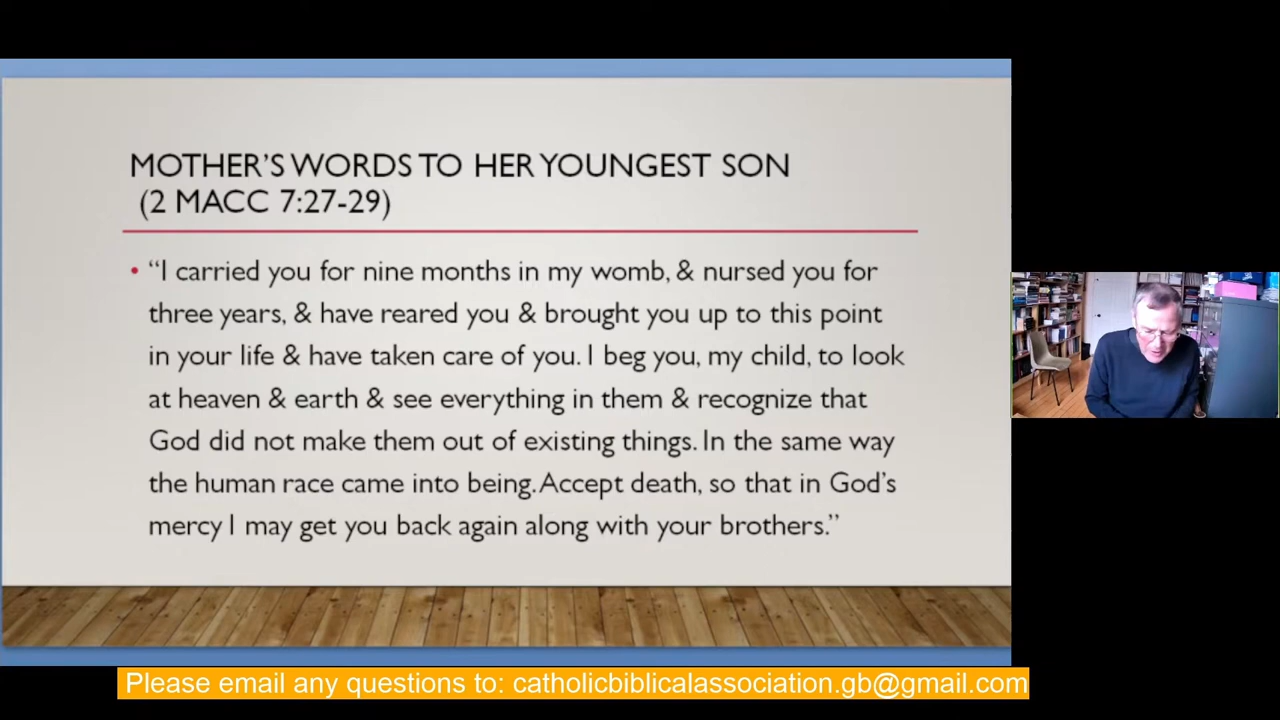 MOTHER'S WORDS TO HER YOUNGEST SON
(2 MACC 7:27-29)
• “I carried you for nine months in my womb, & nursed you for
three years, & have reared you & brought you up to this point
in your life & have taken care of you. I beg you, my child, to look
at heaven & earth & see everything in them & recognize that
God did not make them out of existing things. In the same way
the human race came into being. Accept death, so that in God's
mercy I may get you back again along with your brothers.”
Please email any questions to: catholicbiblicalassociation.gb@gmail.com